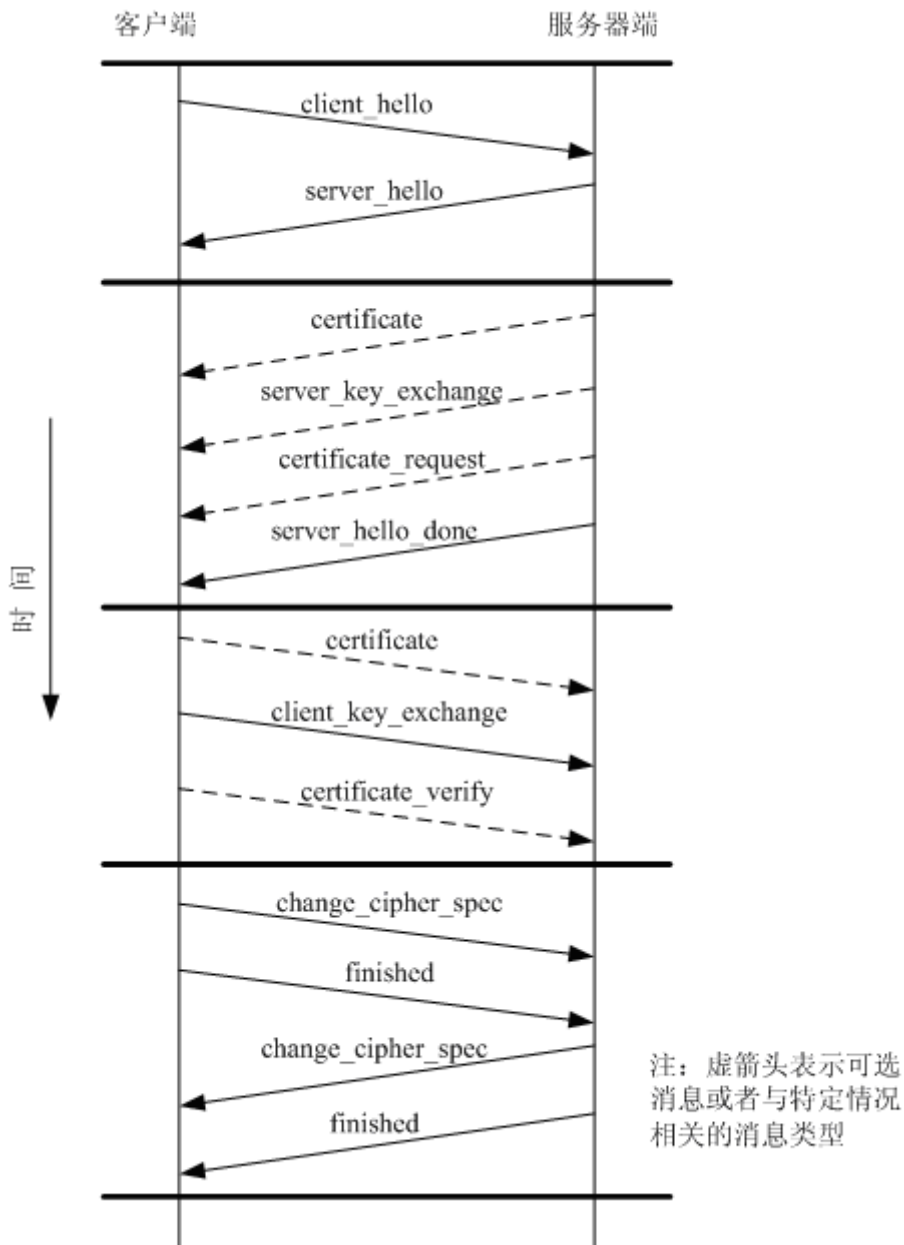 客户端
服务器端
client_hello
server_hello
certificate
server_key_exchange
certificate_request
server_hello_done
时间
certificate
client_key_exchange
certificate_verify
change_cipher_spec
finished
change_cipher_spec
finished
注：虚箭头表示可选
消息或者与特定情况
相关的消息类型